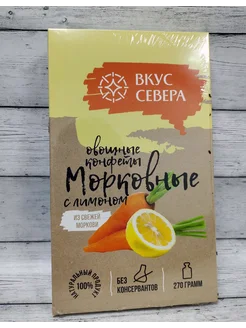 ВКУС
СЕВЕРА
овощные
конфеты
Морковные
с лимоном
ИЗ СВЕЖЕЙ
МОРКОВИ
НАТУРАЛЬНЫЙ ПРОДУКТ
100%
БЕЗ
КОНСЕРВАНТОВ
270 ГРАММ